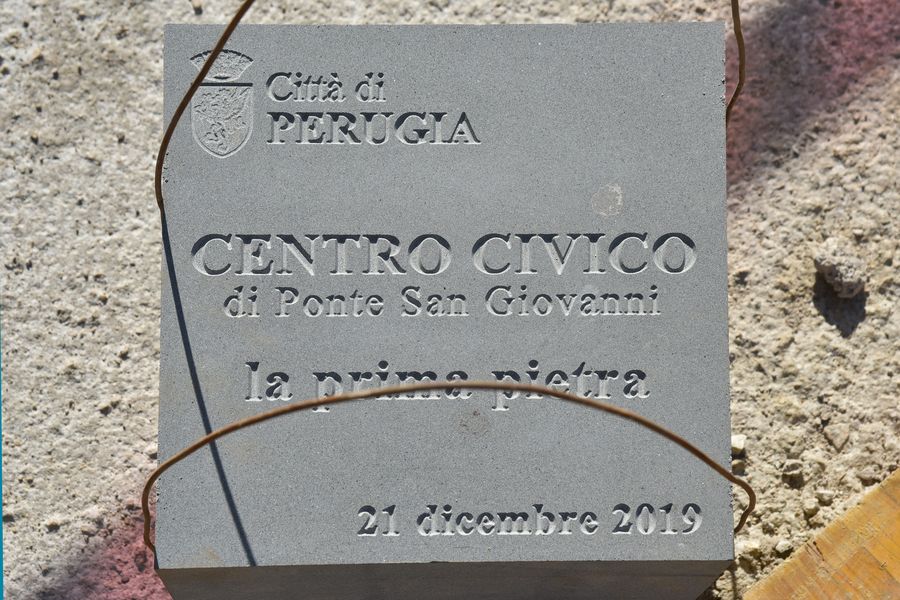 Città di
PERUGIA
CENTRO CIVICO
di Ponte San Giovanni
la prima pietra
21 dicembre 2019